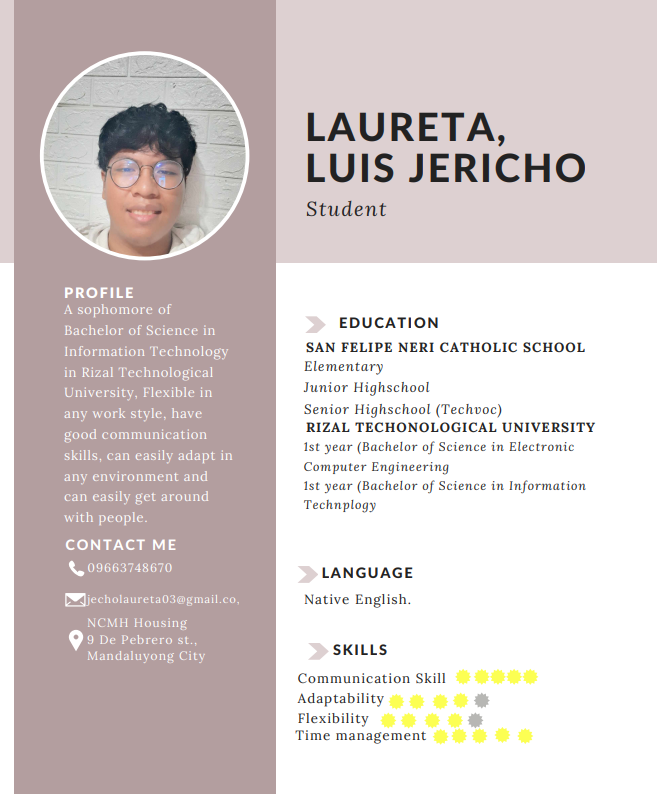 LAURETA,
LUIS JERICHO
Student
PROFILE
A sophomore of
Bachelor of Science in
Information Technology
in Rizal Technological
University, Flexible in
any work style, have
good communication
skills, can easily adapt in
any environment and
can easily get around
with people.
CONTACT ME
09663748670
jecholaureta03@gmail.co,
NCMH Housing
9 De Pebrero st.,
Mandaluyong City
EDUCATION
SAN FELIPE NERI CATHOLIC SCHOOL
Elementary
Junior Highschool
Senior Highschool (Techvoc)
RIZAL TECHONOLOGICAL UNIVERSITY
1st year (Bachelor of Science in Electronic
Computer Engineering
1st year (Bachelor of Science in Information
Technplogy
LANGUAGE
Native English.
SKILLS
Communication Skill
Adaptability
Flexibility
Time management